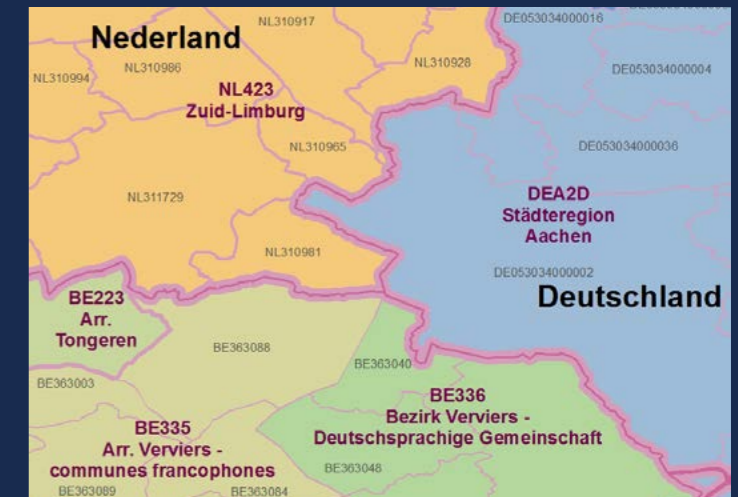 DE053034000016
NL310917
Nederland
NL310994
NL310986
NL310928
DE053034000004
NL423
Zuid-Limburg
NL310965
DE053034000036
NL311729
DEA2D
Städteregion
Aachen
NL310981
DE053034000002
Deutschland
BE223
Arr.
Tongeren
BE363088
BE363040
BE363003
BE336
Bezirk Verviers -
Deutschsprachige Gemeinschaft
BE335
Arr. Verviers -
communes francophones
BE363048
BE363089
BE363084